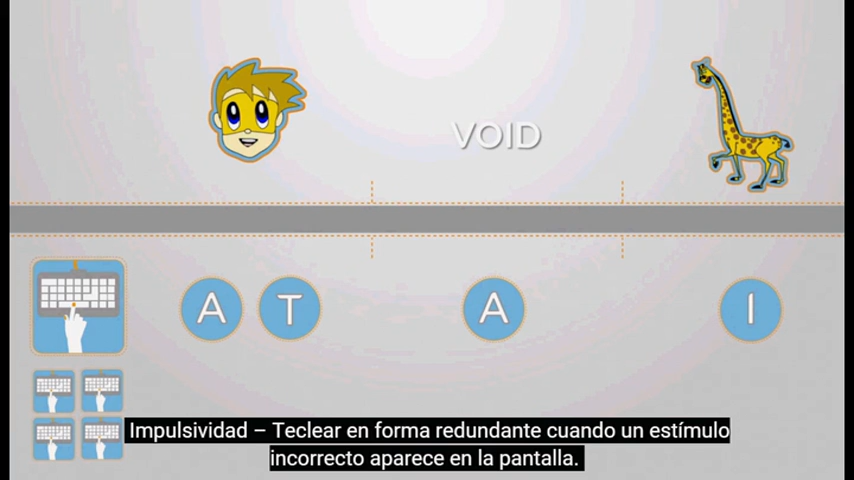 VOID
A T A I
Impulsividad – Teclear en forma redundante cuando un estímulo
incorrecto aparece en la pantalla.